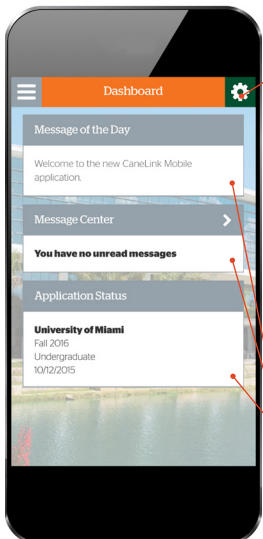 Dashboard
Message of the Day
Welcome to the new CaneLink Mobile
application.
Message Center
You have no unread messages
Application Status
University of Miami
Fall 2016
Undergraduate
10/12/2015